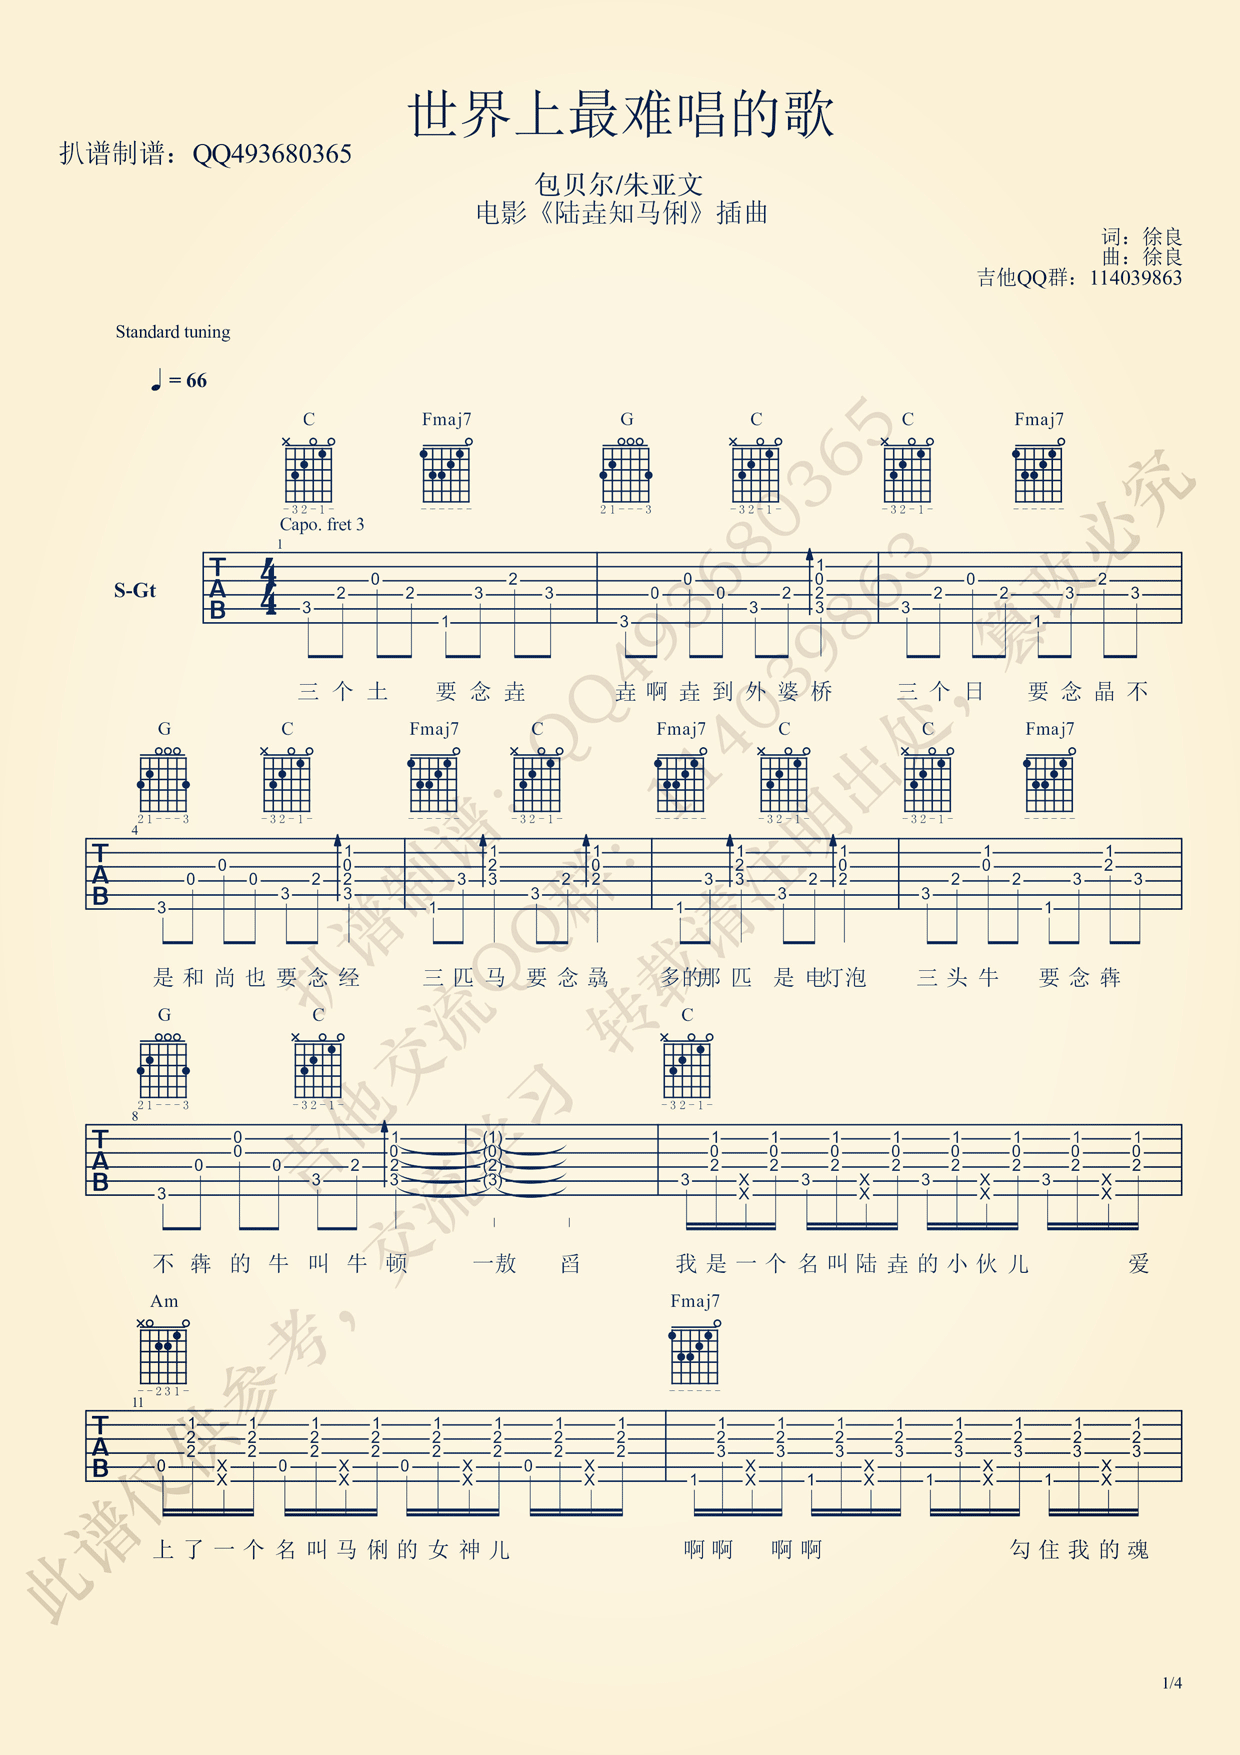 世界上最难唱的歌
扒谱制谱：QQ493680365
包贝尔/朱亚文
电影《陆垚知马俐》插曲
词：徐良
曲：徐良
吉他QQ群：114039863
Standard tuning
= 66
C Fmaj7 G C C Fmaj7
Capo. fret 3
S-Gt
三个土 要念垚 垚啊垚到外婆桥 三个日 要念晶不
G C Fmaj7 C Fmaj7 C C Fmaj7
是和尚也要念经 三匹马 要念骉 多的那匹 是电灯泡 三头牛 要念犇
G C C
不犇的牛叫牛顿 一敖 舀 我是一个名叫陆垚的小伙儿 爱
Am Fmaj7
上了一个名叫马俐的女神儿 啊啊 啊啊 勾住我的魂
1/4
扒谱制谱：QQ493680365
吉他交流QQ群：114039863
此谱仅供参考，交流学习 转载请注明出处，篡改必究